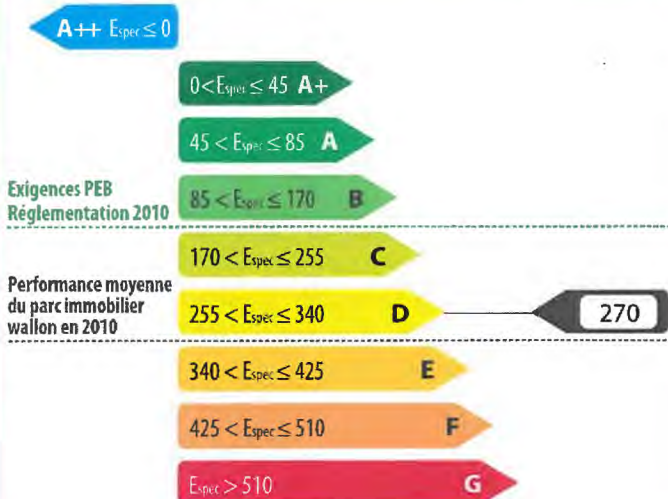 A++ Espec ≤ 0
0 < Espec ≤ 45 A+
45 < Espec ≤ 85 A
Exigences PEB
Réglementation 2010
85 < Espec ≤ 170 B
170 < Espec ≤ 255 C
Performance moyenne
du parc immobilier
wallon en 2010
255 < Espec ≤ 340 D
270
340 < Espec ≤ 425 E
425 < Espec ≤ 510 F
Espec > 510 G